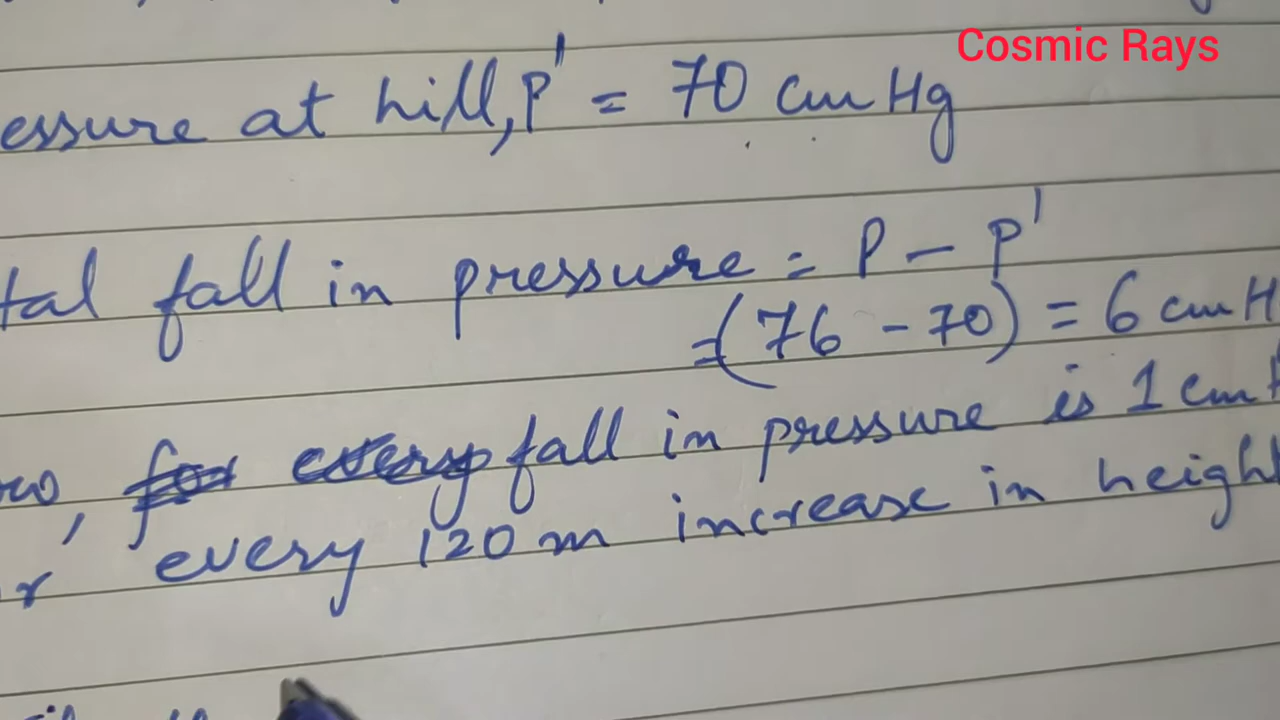 Cosmic Rays
essure at hill, P' = 70 cm Hg
tal fall in pressure = P - P'
= (76 - 70) = 6 cm H
fall in pressure is 1 cm
r every 120 m increase in height